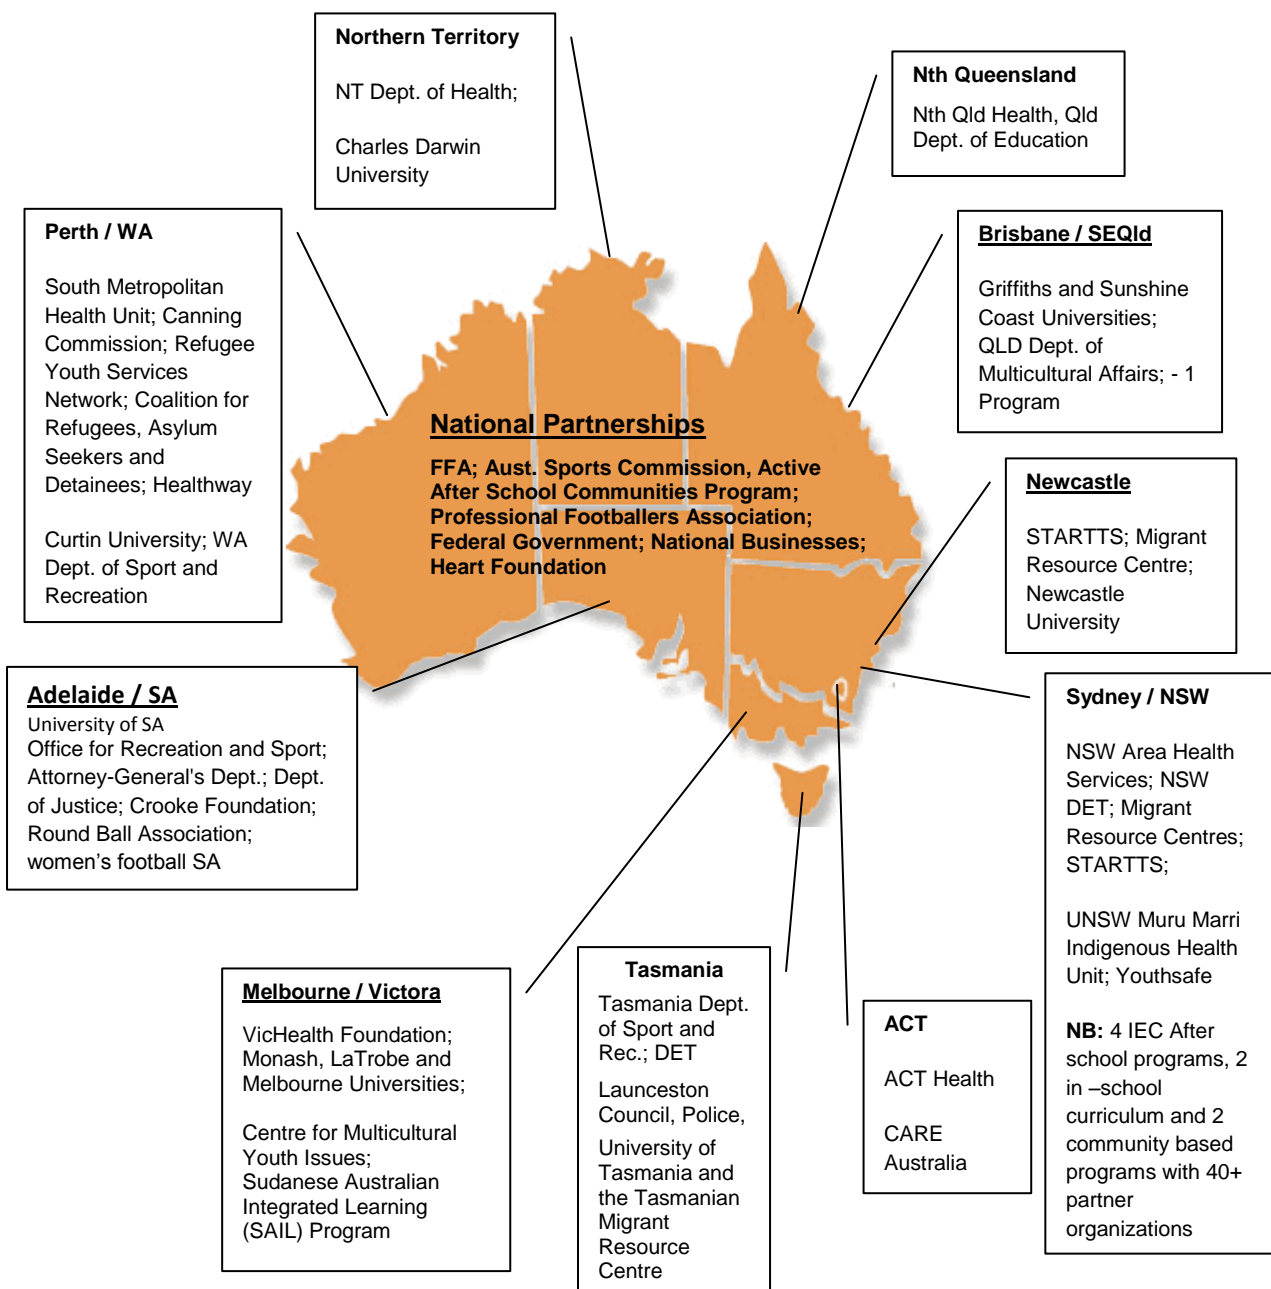 Northern Territory
NT Dept. of Health;
Charles Darwin
University
Nth Queensland
Nth Qld Health, Qld
Dept. of Education
Perth / WA
South Metropolitan
Health Unit; Canning
Commission; Refugee
Youth Services
Network; Coalition for
Refugees, Asylum
Seekers and
Detainees; Healthway
Curtin University; WA
Dept. of Sport and
Recreation
Brisbane / SEQld
Griffiths and Sunshine
Coast Universities;
QLD Dept. of
Multicultural Affairs; - 1
Program
National Partnerships
FFA; Aust. Sports Commission, Active
After School Communities Program;
Professional Footballers Association;
Federal Government; National Businesses;
Heart Foundation
Newcastle
STARTTS; Migrant
Resource Centre;
Newcastle
University
Adelaide / SA
University of SA
Office for Recreation and Sport;
Attorney-General's Dept.; Dept.
of Justice; Crooke Foundation;
Round Ball Association;
women’s football SA
Sydney / NSW
NSW Area Health
Services; NSW
DET; Migrant
Resource Centres;
STARTTS;
UNSW Muru Marri
Indigenous Health
Unit; Youthsafe
NB: 4 IEC After
school programs, 2
in –school
curriculum and 2
community based
programs with 40+
partner
organizations
Melbourne / Victora
VicHealth Foundation;
Monash, LaTrobe and
Melbourne Universities;
Centre for Multicultural
Youth Issues;
Sudanese Australian
Integrated Learning
(SAIL) Program
Tasmania
Tasmania Dept.
of Sport and
Rec.; DET
Launceston
Council, Police,
University of
Tasmania and
the Tasmanian
Migrant
Resource
Centre
ACT
ACT Health
CARE
Australia